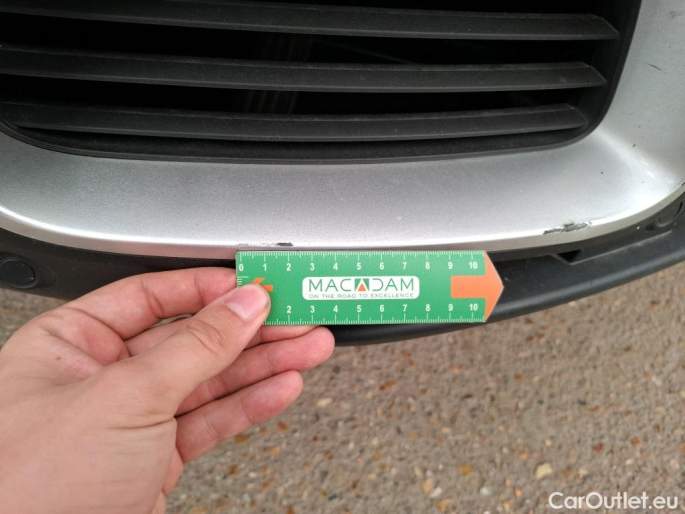 0 1 2 3 4 5 6 7 8 9 10
MACADAM
ON THE ROAD TO EXCELLENCE
2 3 4 5 6 7 8 9 10
CarOutlet.eu